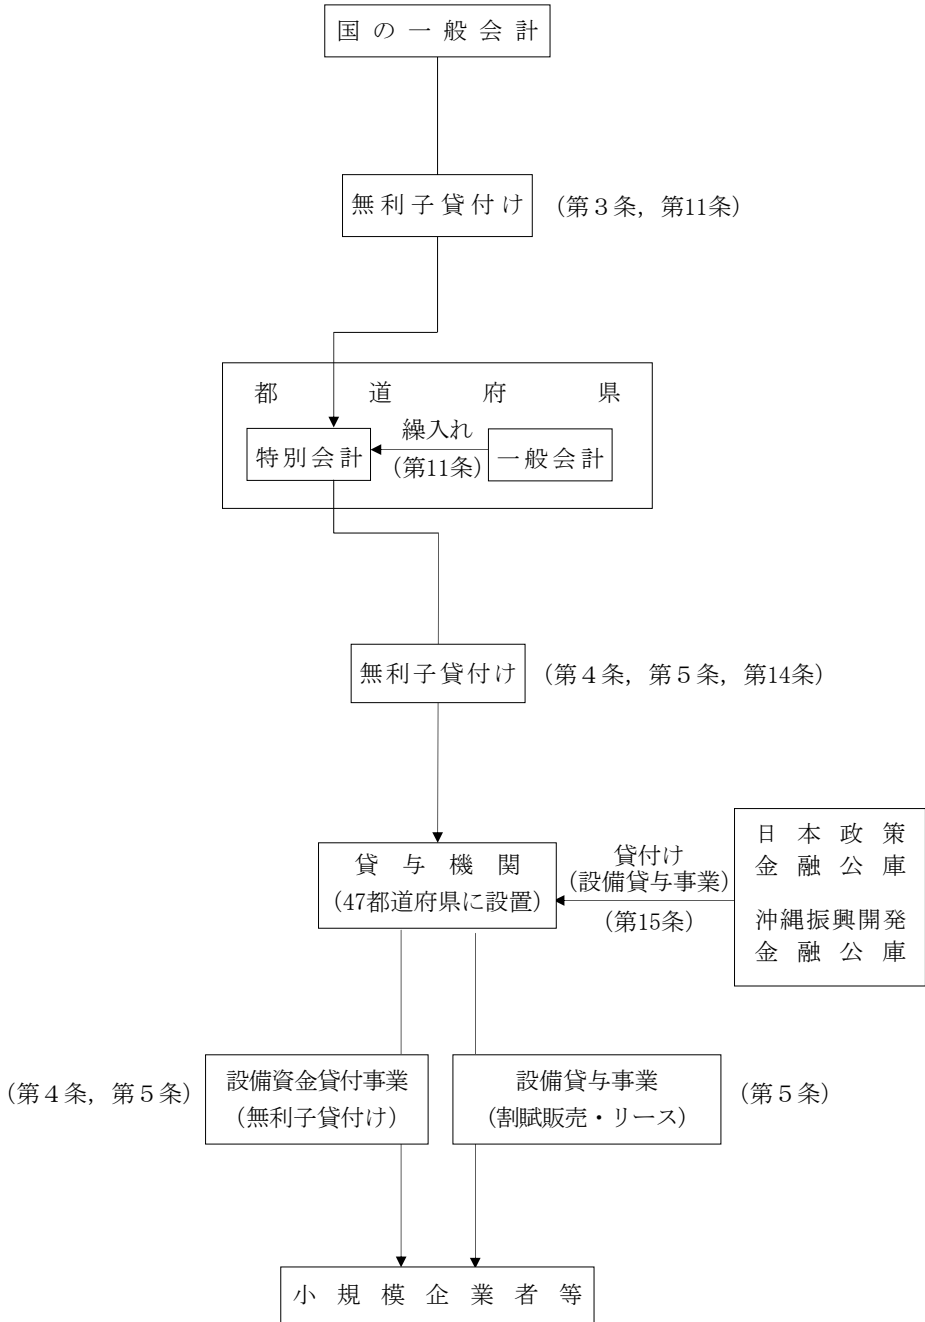 国の一般会計
無利子貸付け
（第３条，第11条）
都道府県
特別会計
繰入れ
（第11条）
一般会計
無利子貸付け
（第４条，第５条，第14条）
貸与機関
（47都道府県に設置）
貸付け
（設備貸与事業）
（第15条）
日本政策
金融公庫
沖縄振興開発
金融公庫
（第４条，第５条）
設備資金貸付事業
（無利子貸付け）
設備貸与事業
（割賦販売・リース）
（第５条）
小規模企業者等